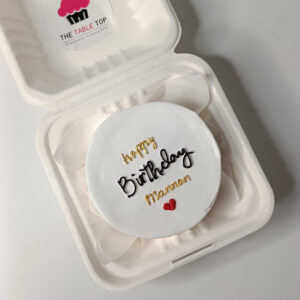 THE TABLE TOP
happy
Birthday
Mannan